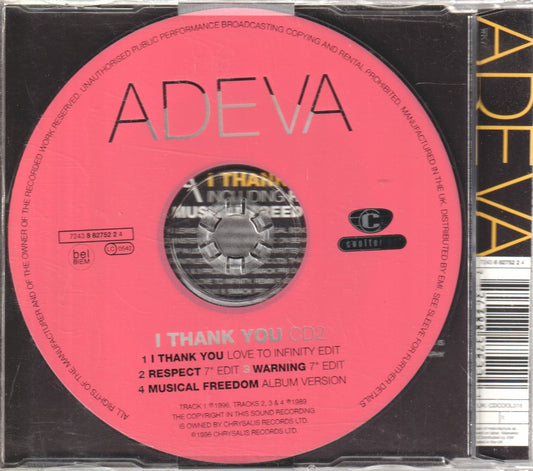 ALL RIGHTS OF THE MANUFACTURER AND OF THE OWNER OF THE RECORDED WORK RESERVED. UNAUTHORISED PUBLIC PERFORMANCE BROADCASTING COPYING AND RENTAL PROHIBITED. MANUFACTURED IN THE UK. DISTRIBUTED BY EMI. SEE SLEEVE FOR FURTHER DETAILS.
ADEVA
I THAN
INCLUDING
MUSICAL FREED
7243 8 82752 2 4
bel
BIEM
LC 0542
C
I THANK YOU CD2
1 I THANK YOU LOVE TO INFINITY EDIT
2 RESPECT 7" EDIT 3 WARNING 7" EDIT
4 MUSICAL FREEDOM ALBUM VERSION
TRACK 1 ℗1996, TRACKS 2, 3 & 4 ℗1989
THE COPYRIGHT IN THIS SOUND RECORDING
IS OWNED BY CHRYSALIS RECORDS LTD.
©1996 CHRYSALIS RECORDS LTD.
ADEVA
7243 8 82752 2 4